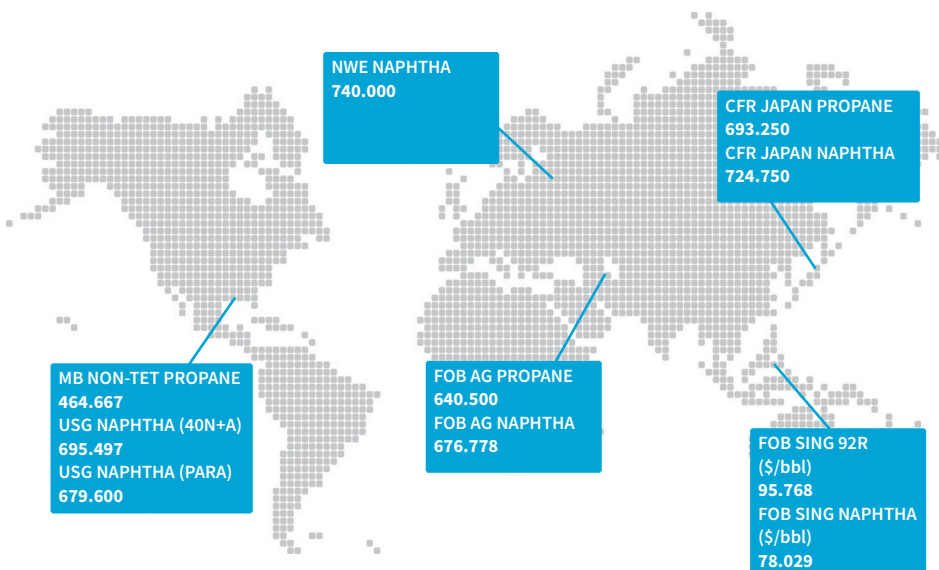 NWE NAPHTHA
740.000
CFR JAPAN PROPANE
693.250
CFR JAPAN NAPHTHA
724.750
MB NON-TET PROPANE
464.667
USG NAPHTHA (40N+A)
695.497
USG NAPHTHA (PARA)
679.600
FOB AG PROPANE
640.500
FOB AG NAPHTHA
676.778
FOB SING 92R
($/bbl)
95.768
FOB SING NAPHTHA
($/bbl)
78.029